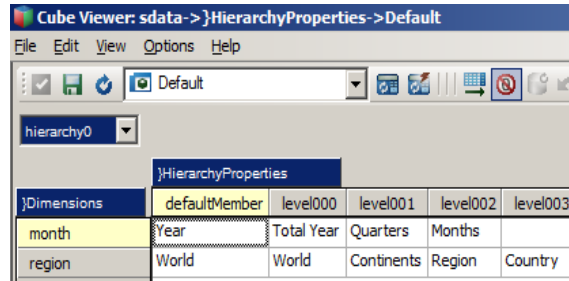 Cube Viewer: sdata->}HierarchyProperties->Default
File Edit View Options Help
Default
hierarchy0
}HierarchyProperties
}Dimensions defaultMember level000 level001 level002 level003
month Year Total Year Quarters Months
region World World Continents Region Country